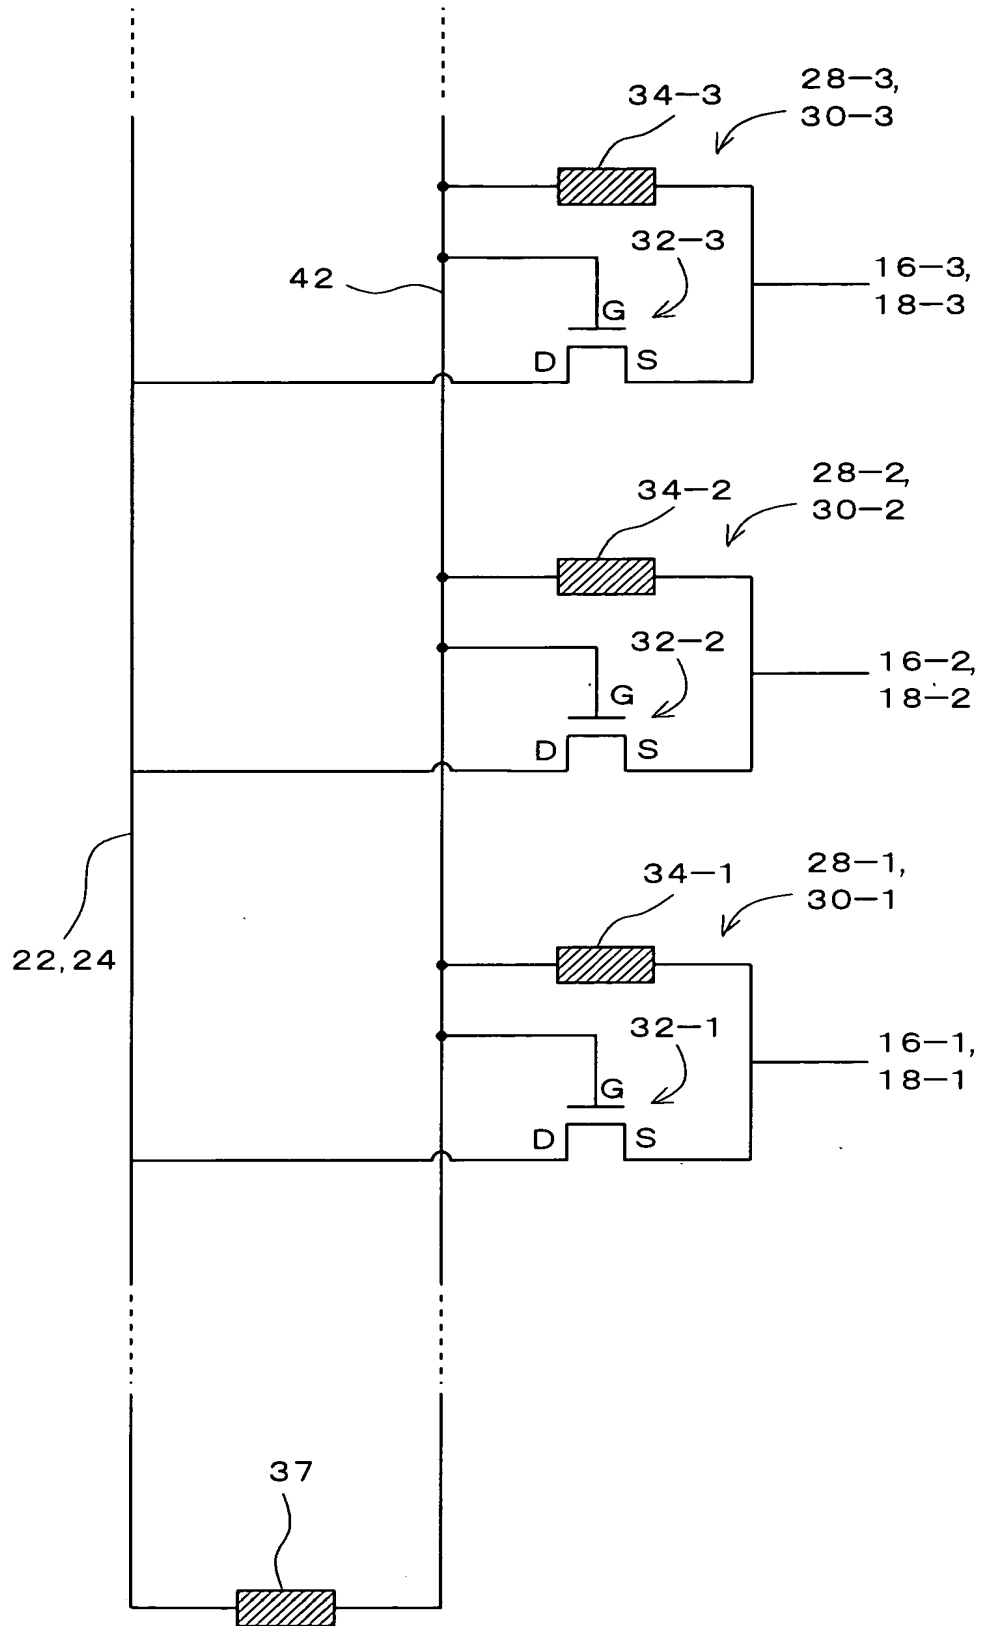 28-3,
34-3
30-3
32-3
16-3,
42
18-3
G
D
S
28-2,
34-2
30-2
32-2
16-2,
18-2
G
D
S
28-1,
34-1
30-1
22,24
32-1
16-1,
18-1
G
D
S
37